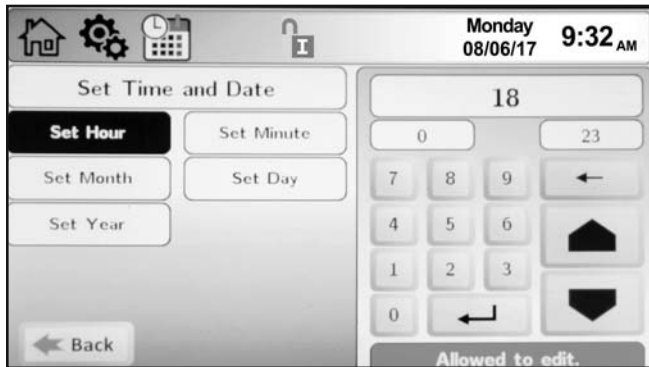 I
Monday
08/06/17
9:32 AM
Set Time and Date
Set Hour
Set Minute
Set Month
Set Day
Set Year
Back
18
0
23
7
8
9
4
5
6
1
2
3
0
Allowed to edit.